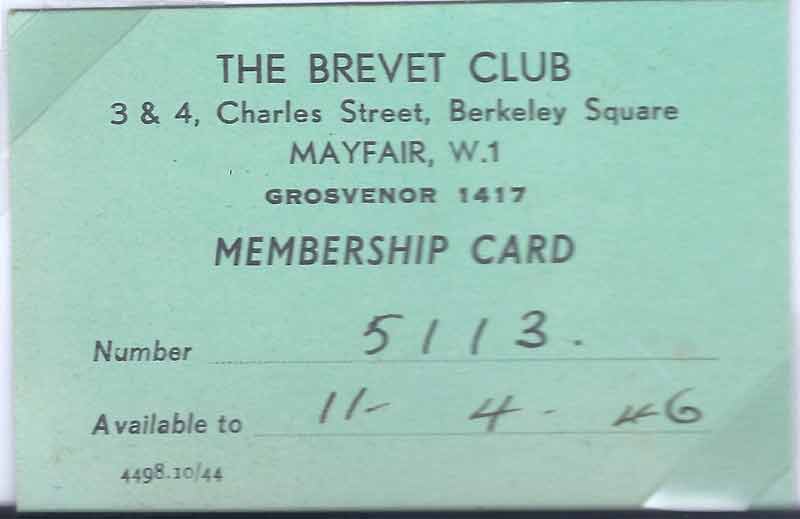 THE BREVET CLUB
3 & 4, Charles Street, Berkeley Square
MAYFAIR, W.1
GROSVENOR 1417
MEMBERSHIP CARD
Number 5113.
Available to 11- 4 - 46
4498.10/44